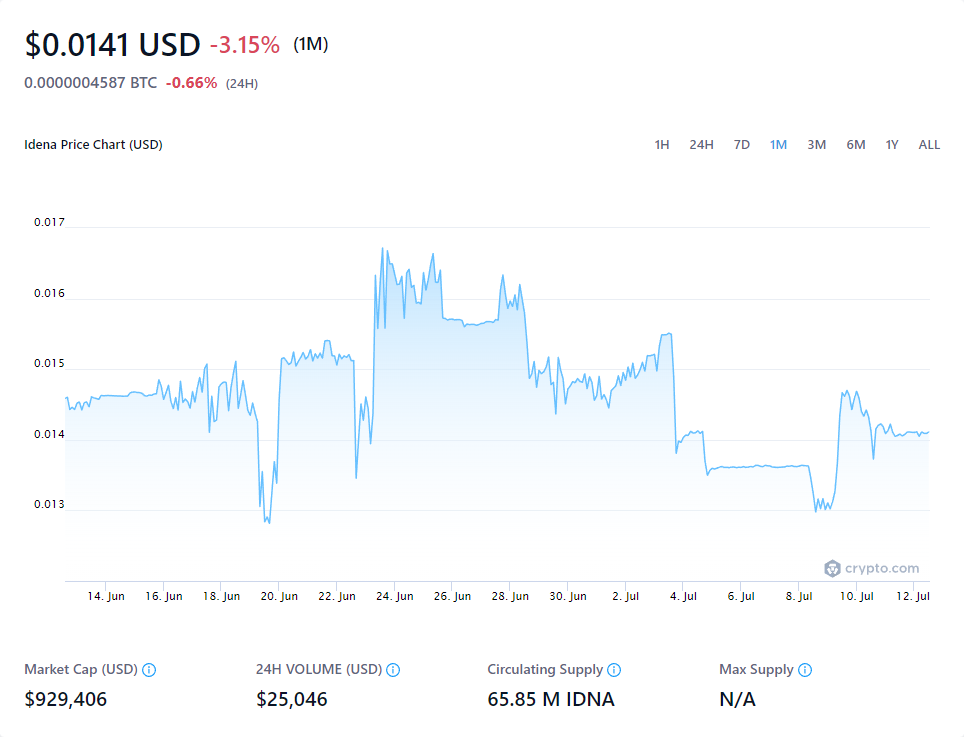 $0.0141 USD -3.15% (1M)
0.0000004587 BTC -0.66% (24H)
Idena Price Chart (USD) 1H 24H 7D 1M 3M 6M 1Y ALL
0.017
0.016
0.015
0.014
0.013
crypto.com
14. Jun 16. Jun 18. Jun 20. Jun 22. Jun 24. Jun 26. Jun 28. Jun 30. Jun 2. Jul 4. Jul 6. Jul 8. Jul 10. Jul 12. Jul
Market Cap (USD) 24H VOLUME (USD) Circulating Supply Max Supply
$929,406 $25,046 65.85 M IDNA N/A